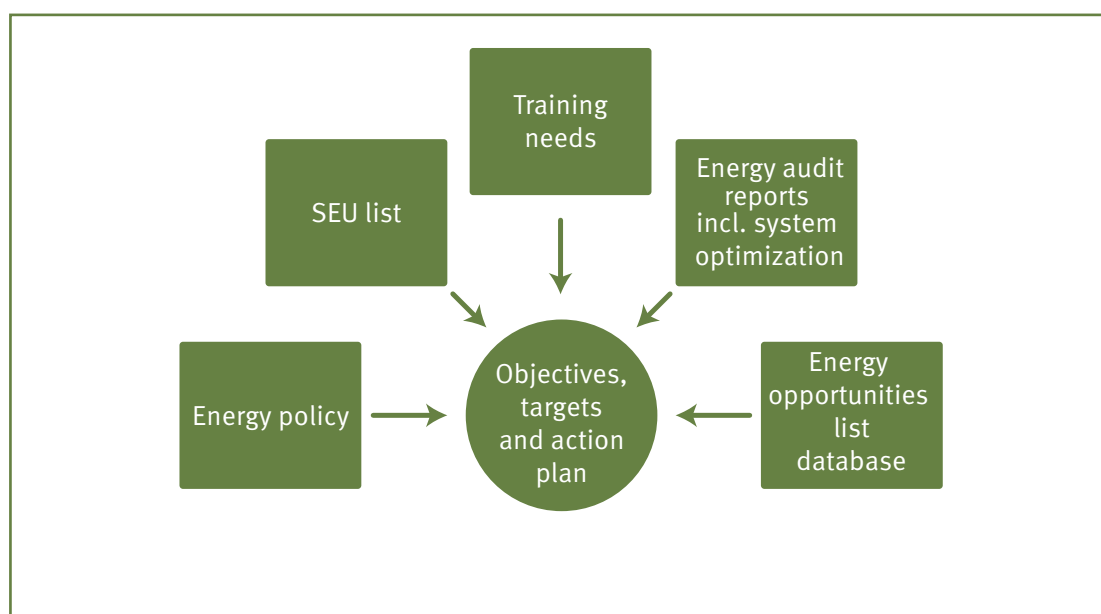 Training
needs
SEU list
Energy audit
reports
incl. system
optimization
Energy policy
Objectives,
targets
and action
plan
Energy
opportunities
list
database